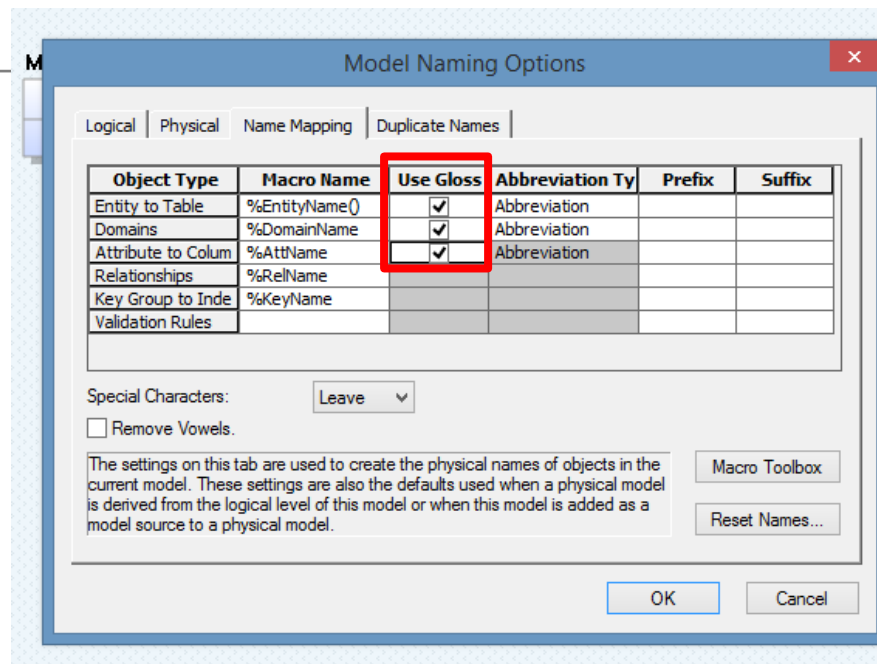 M
Model Naming Options
Logical Physical Name Mapping Duplicate Names
Object Type Macro Name Use Gloss Abbreviation Ty Prefix Suffix
Entity to Table %EntityName() Abbreviation
Domains %DomainName Abbreviation
Attribute to Colum %AttName Abbreviation
Relationships %RelName
Key Group to Inde %KeyName
Validation Rules
Special Characters: Leave
Remove Vowels.
The settings on this tab are used to create the physical names of objects in the
current model. These settings are also the defaults used when a physical model
is derived from the logical level of this model or when this model is added as a
model source to a physical model.
Macro Toolbox
Reset Names...
OK Cancel